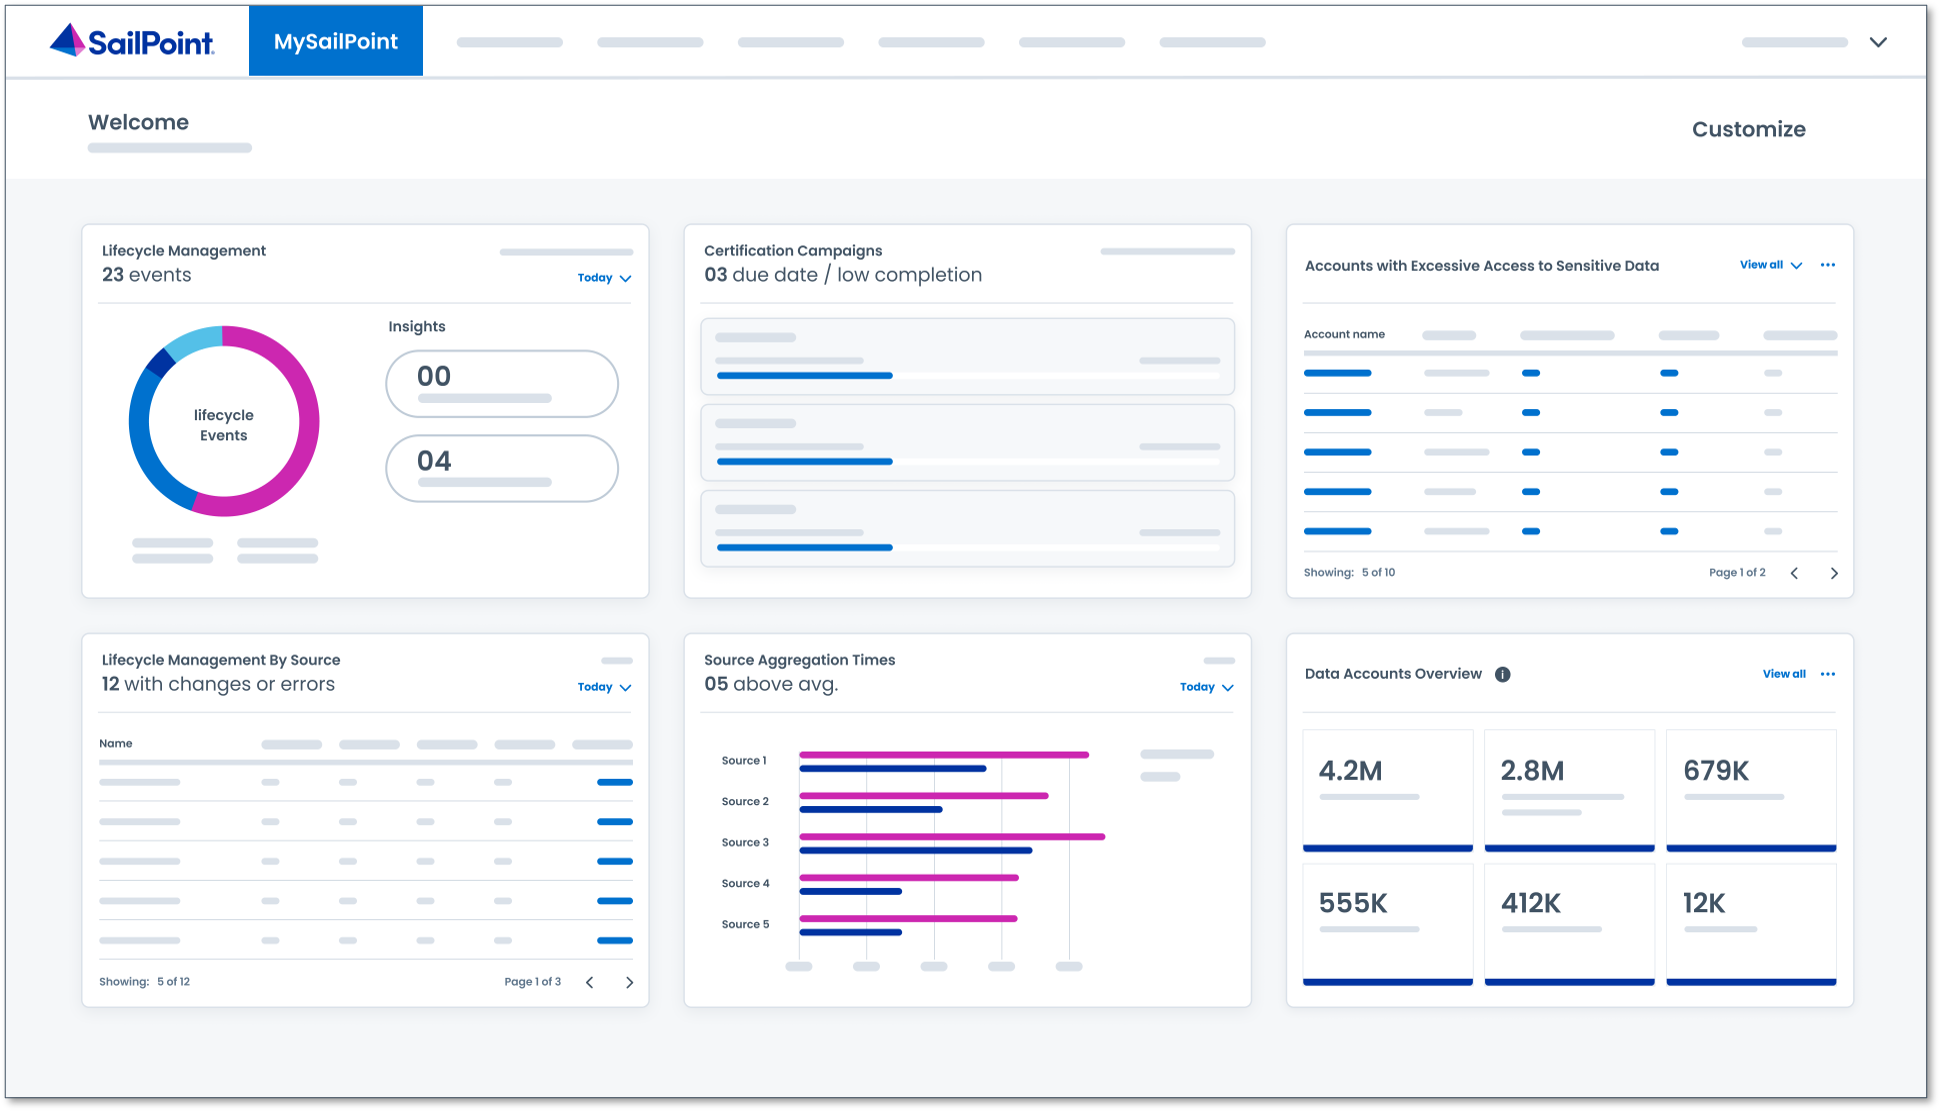 SailPoint
MySailPoint
Welcome
Customize
Lifecycle Management
23 events
Today
Insights
00
04
lifecycle
Events
Certification Campaigns
03 due date / low completion
Accounts with Excessive Access to Sensitive Data
View all
Account name
Showing: 5 of 10
Page 1 of 2
Lifecycle Management By Source
12 with changes or errors
Today
Name
Showing: 5 of 12
Page 1 of 3
Source Aggregation Times
05 above avg.
Today
Source 1
Source 2
Source 3
Source 4
Source 5
Data Accounts Overview
View all
4.2M
2.8M
679K
555K
412K
12K